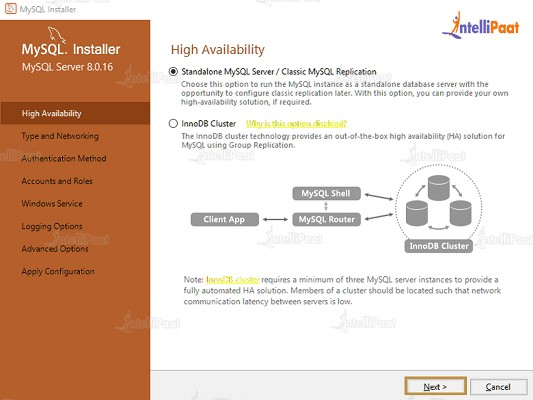 MySQL Installer
IntelliPaat
MySQL. Installer
MySQL Server 8.0.16
High Availability
Type and Networking
Authentication Method
Accounts and Roles
Windows Service
Logging Options
Advanced Options
Apply Configuration
High Availability
Standalone MySQL Server / Classic MySQL Replication
Choose this option to run the MySQL instance as a standalone database server with the
opportunity to configure classic replication later. With this option, you can provide your own
high-availability solution, if required.
InnoDB Cluster Why is this option disabled?
The InnoDB cluster technology provides an out-of-the-box high availability (HA) solution for
MySQL using Group Replication.
MySQL Shell
Client App
MySQL Router
InnoDB Cluster
Note: InnoDB cluster requires a minimum of three MySQL server instances to provide a
fully automated HA solution. Members of a cluster should be located such that network
communication latency between servers is low.
Next >
Cancel